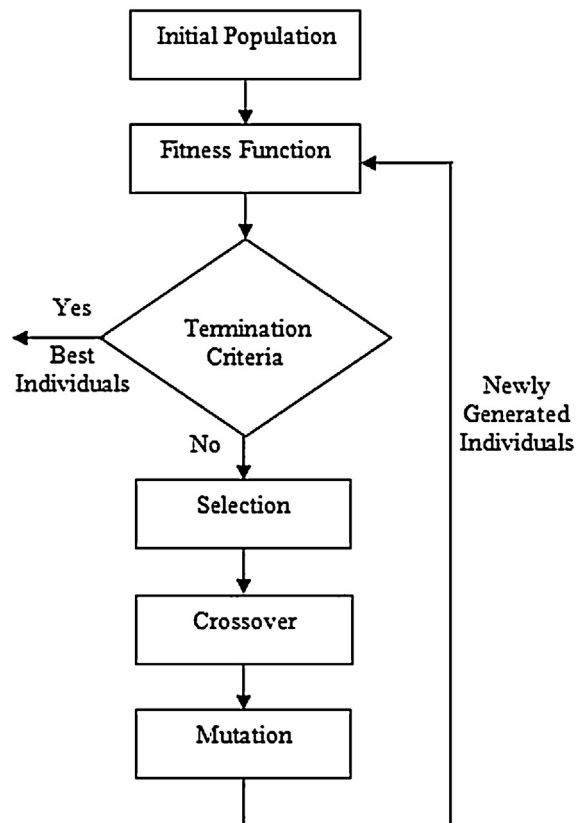 Initial Population
Fitness Function
Yes
Best
Individuals
Termination
Criteria
Newly
Generated
Individuals
No
Selection
Crossover
Mutation